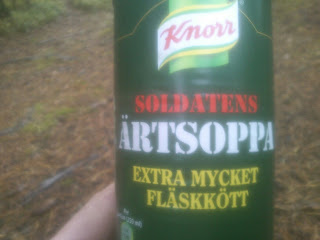 Knorr
SOLDATENS
ÄRTSOPPA
EXTRA MYCKET
FLÄSKKÖTT